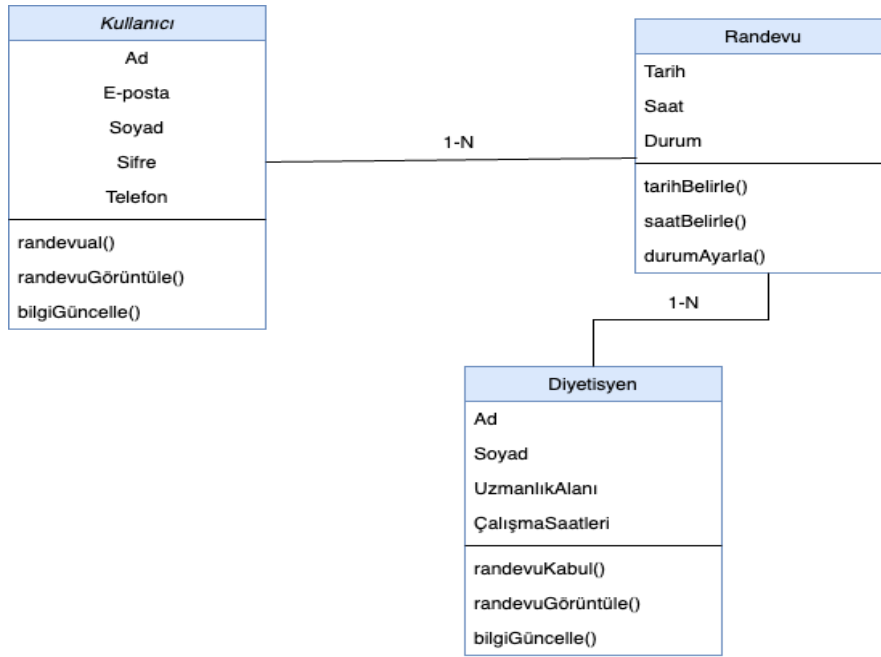 Kullanıcı
Ad
E-posta
Soyad
Sifre
Telefon
randevual()
randevuGörüntüle()
bilgiGüncelle()
1-N
Randevu
Tarih
Saat
Durum
tarihBelirle()
saatBelirle()
durumAyarla()
1-N
Diyetisyen
Ad
Soyad
UzmanlıkAlanı
ÇalışmaSaatleri
randevuKabul()
randevuGörüntüle()
bilgiGüncelle()